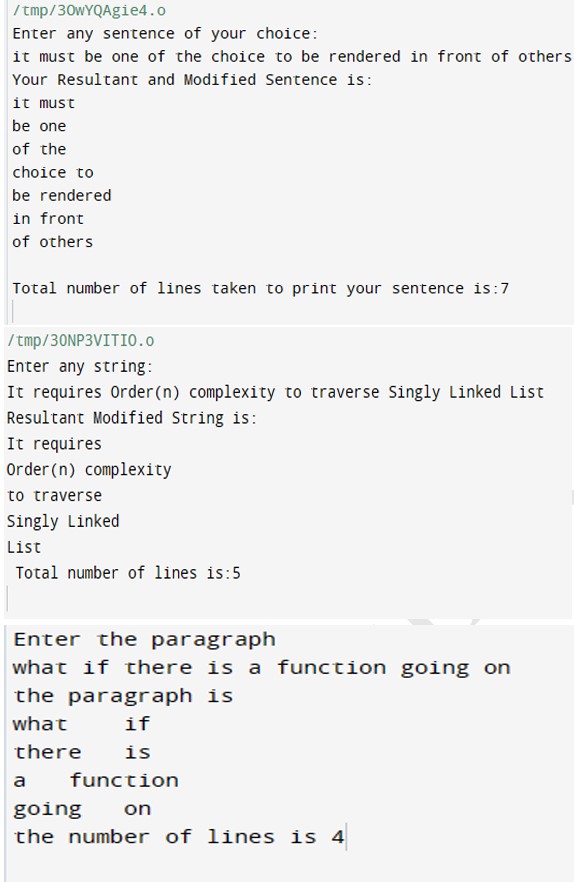 /tmp/3OwYQAgie4.o
Enter any sentence of your choice:
it must be one of the choice to be rendered in front of others
Your Resultant and Modified Sentence is:
it must
be one
of the
choice to
be rendered
in front
of others
Total number of lines taken to print your sentence is:7
/tmp/3ONP3VITIO.o
Enter any string:
It requires Order(n) complexity to traverse Singly Linked List
Resultant Modified String is:
It requires
Order(n) complexity
to traverse
Singly Linked
List
Total number of lines is:5
Enter the paragraph
what if there is a function going on
the paragraph is
what    if
there   is
a   function
going   on
the number of lines is 4